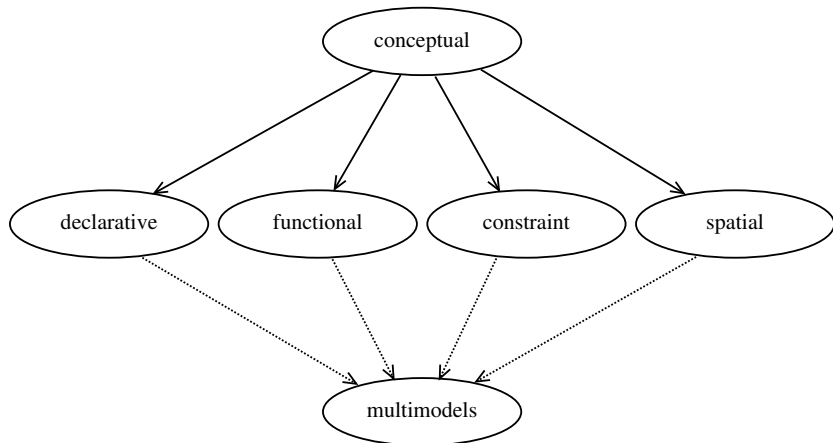 conceptual
declarative
functional
constraint
spatial
multimodels